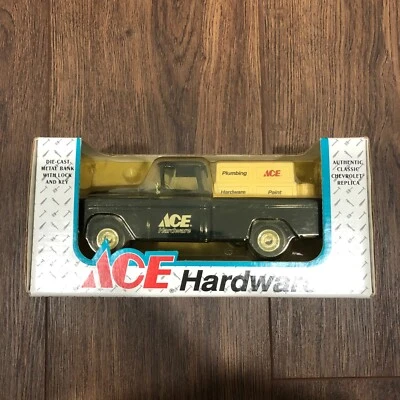 DIE-CAST
METAL BANK
WITH LOCK
AND KEY
Plumbing
ACE
Hardware Paint
AUTHENTIC
CLASSIC
CHEVROLET
REPLICA
ACE
Hardware
ACE Hardware